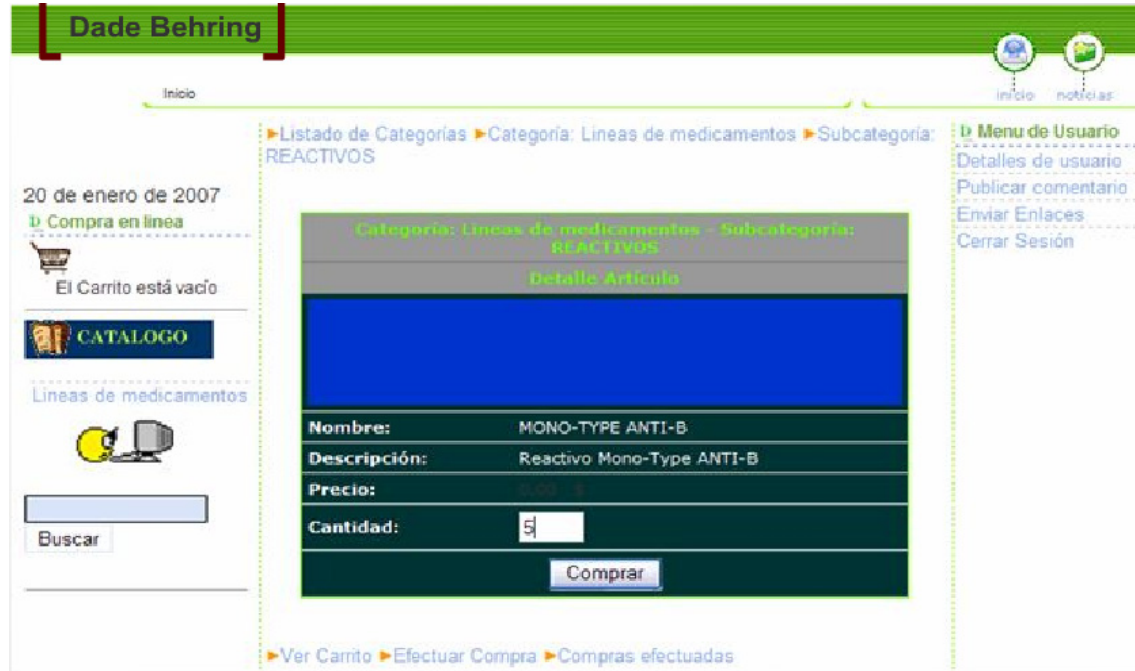 Dade Behring
Inicio
inicio
noticias
►Listado de Categorías ►Categoría: Lineas de medicamentos ►Subcategoría:
REACTIVOS
20 de enero de 2007
Compra en linea
El Carrito está vacío
CATALOGO
Lineas de medicamentos
Buscar
Categoría: Lineas de medicamentos - Subcategoría:
REACTIVOS
Detalle Artículo
Nombre: MONO-TYPE ANTI-B
Descripción: Reactivo Mono-Type ANTI-B
Precio: 0.00 $
Cantidad: 5
Comprar
►Ver Carrito ►Efectuar Compra ►Compras efectuadas
Menu de Usuario
Detalles de usuario
Publicar comentario
Enviar Enlaces
Cerrar Sesión